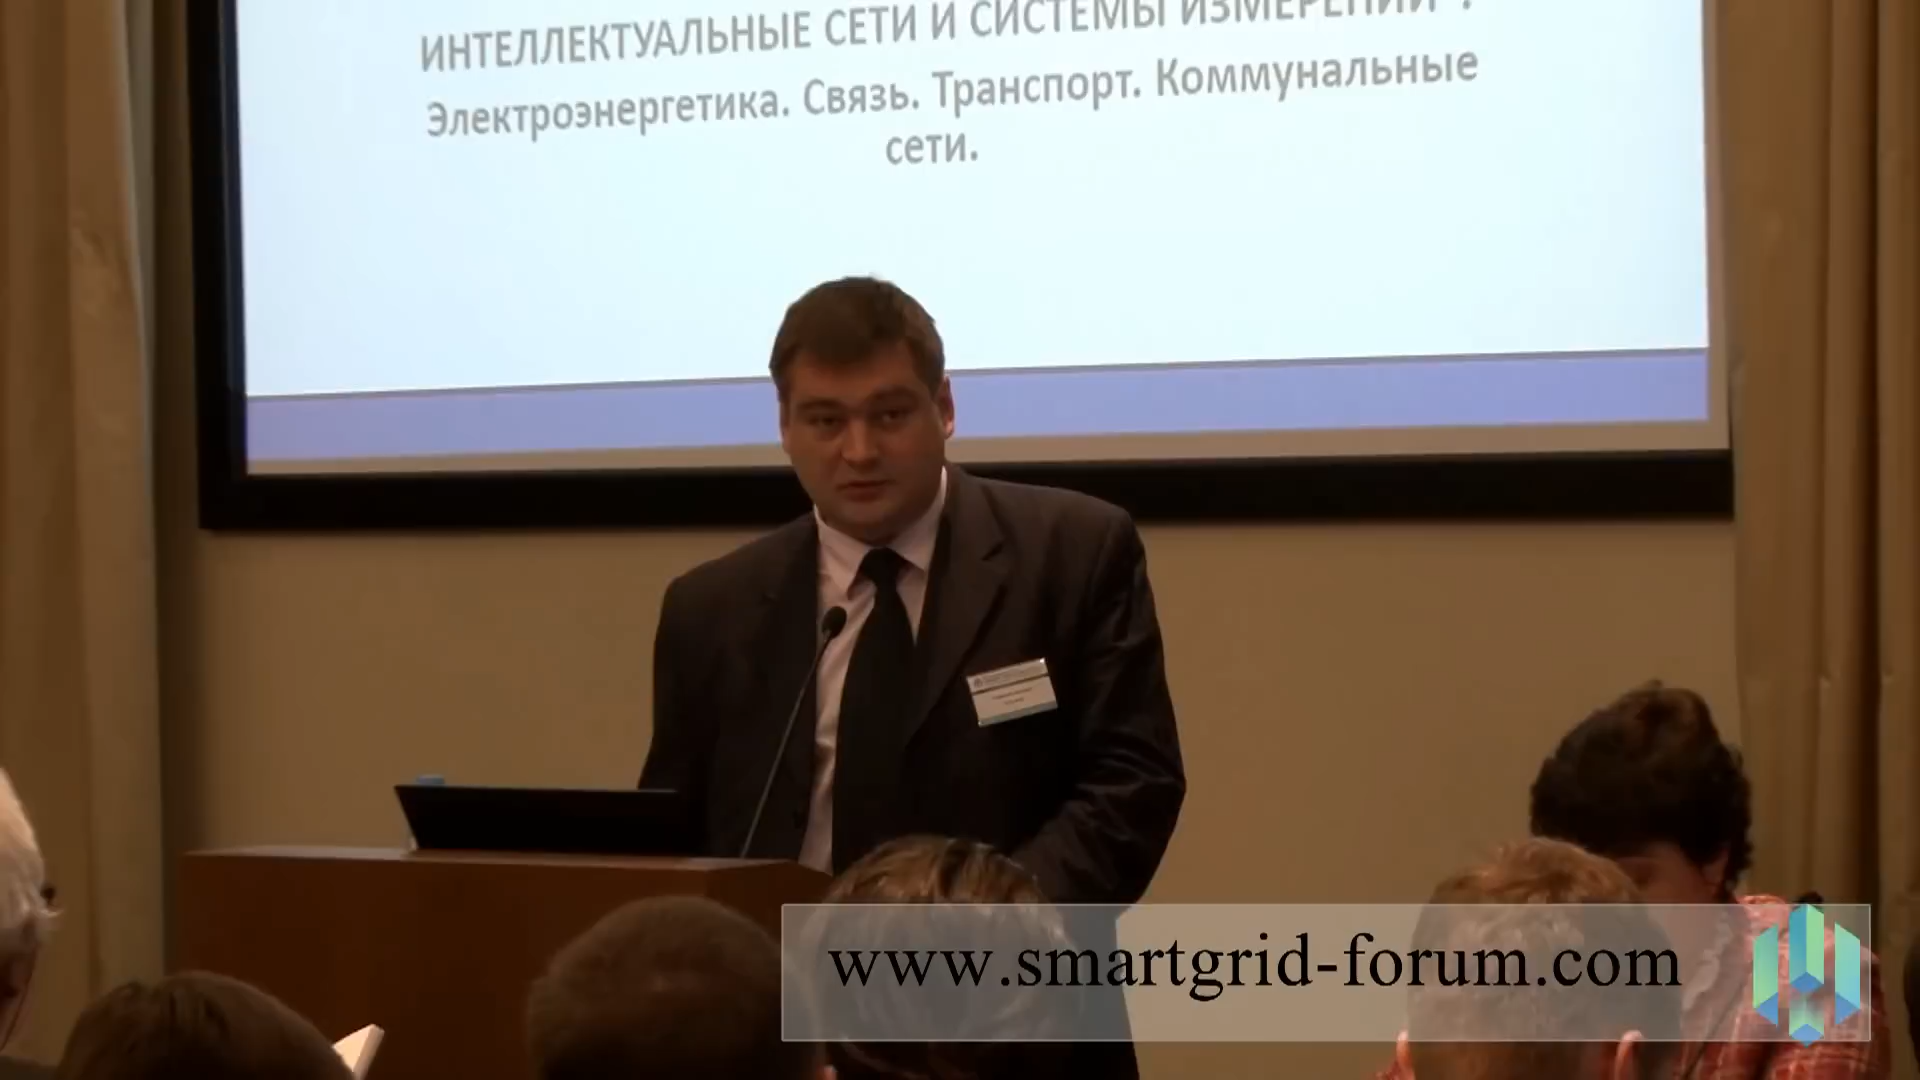 ИНТЕЛЛЕКТУАЛЬНЫЕ СЕТИ И СИСТЕМЫ ИЗМЕРЕНИЙ".
Электроэнергетика. Связь. Транспорт. Коммунальные
сети.
www.smartgrid-forum.com